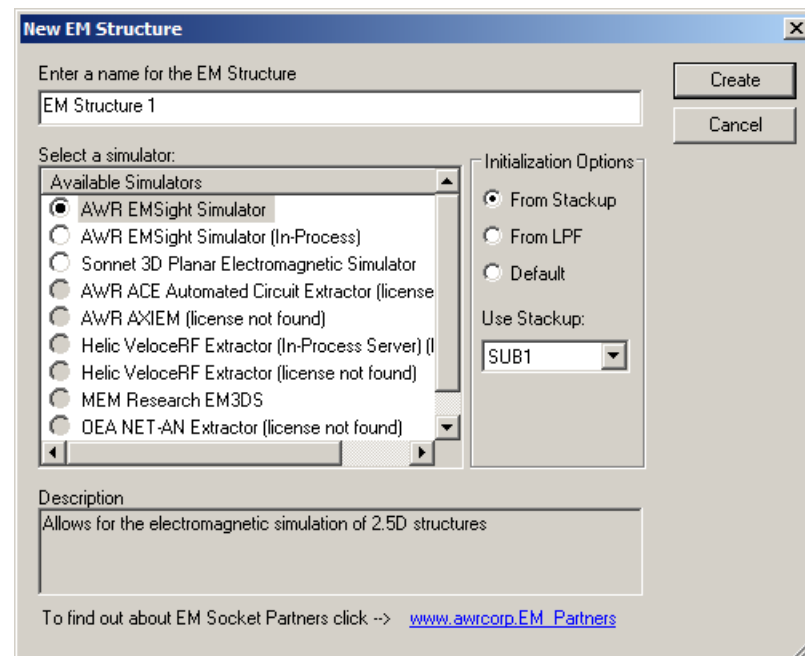 New EM Structure
Enter a name for the EM Structure
EM Structure 1
Create
Cancel
Select a simulator:
Available Simulators
AWR EMSight Simulator
AWR EMSight Simulator (In-Process)
Sonnet 3D Planar Electromagnetic Simulator
AWR ACE Automated Circuit Extractor (license
AWR AXIEM (license not found)
Helic VeloceRF Extractor (In-Process Server) (l
Helic VeloceRF Extractor (license not found)
MEM Research EM3DS
OEA NET-AN Extractor (license not found)
Initialization Options
From Stackup
From LPF
Default
Use Stackup:
SUB1
Description
Allows for the electromagnetic simulation of 2.5D structures
To find out about EM Socket Partners click --> www.awrcorp.EM_Partners